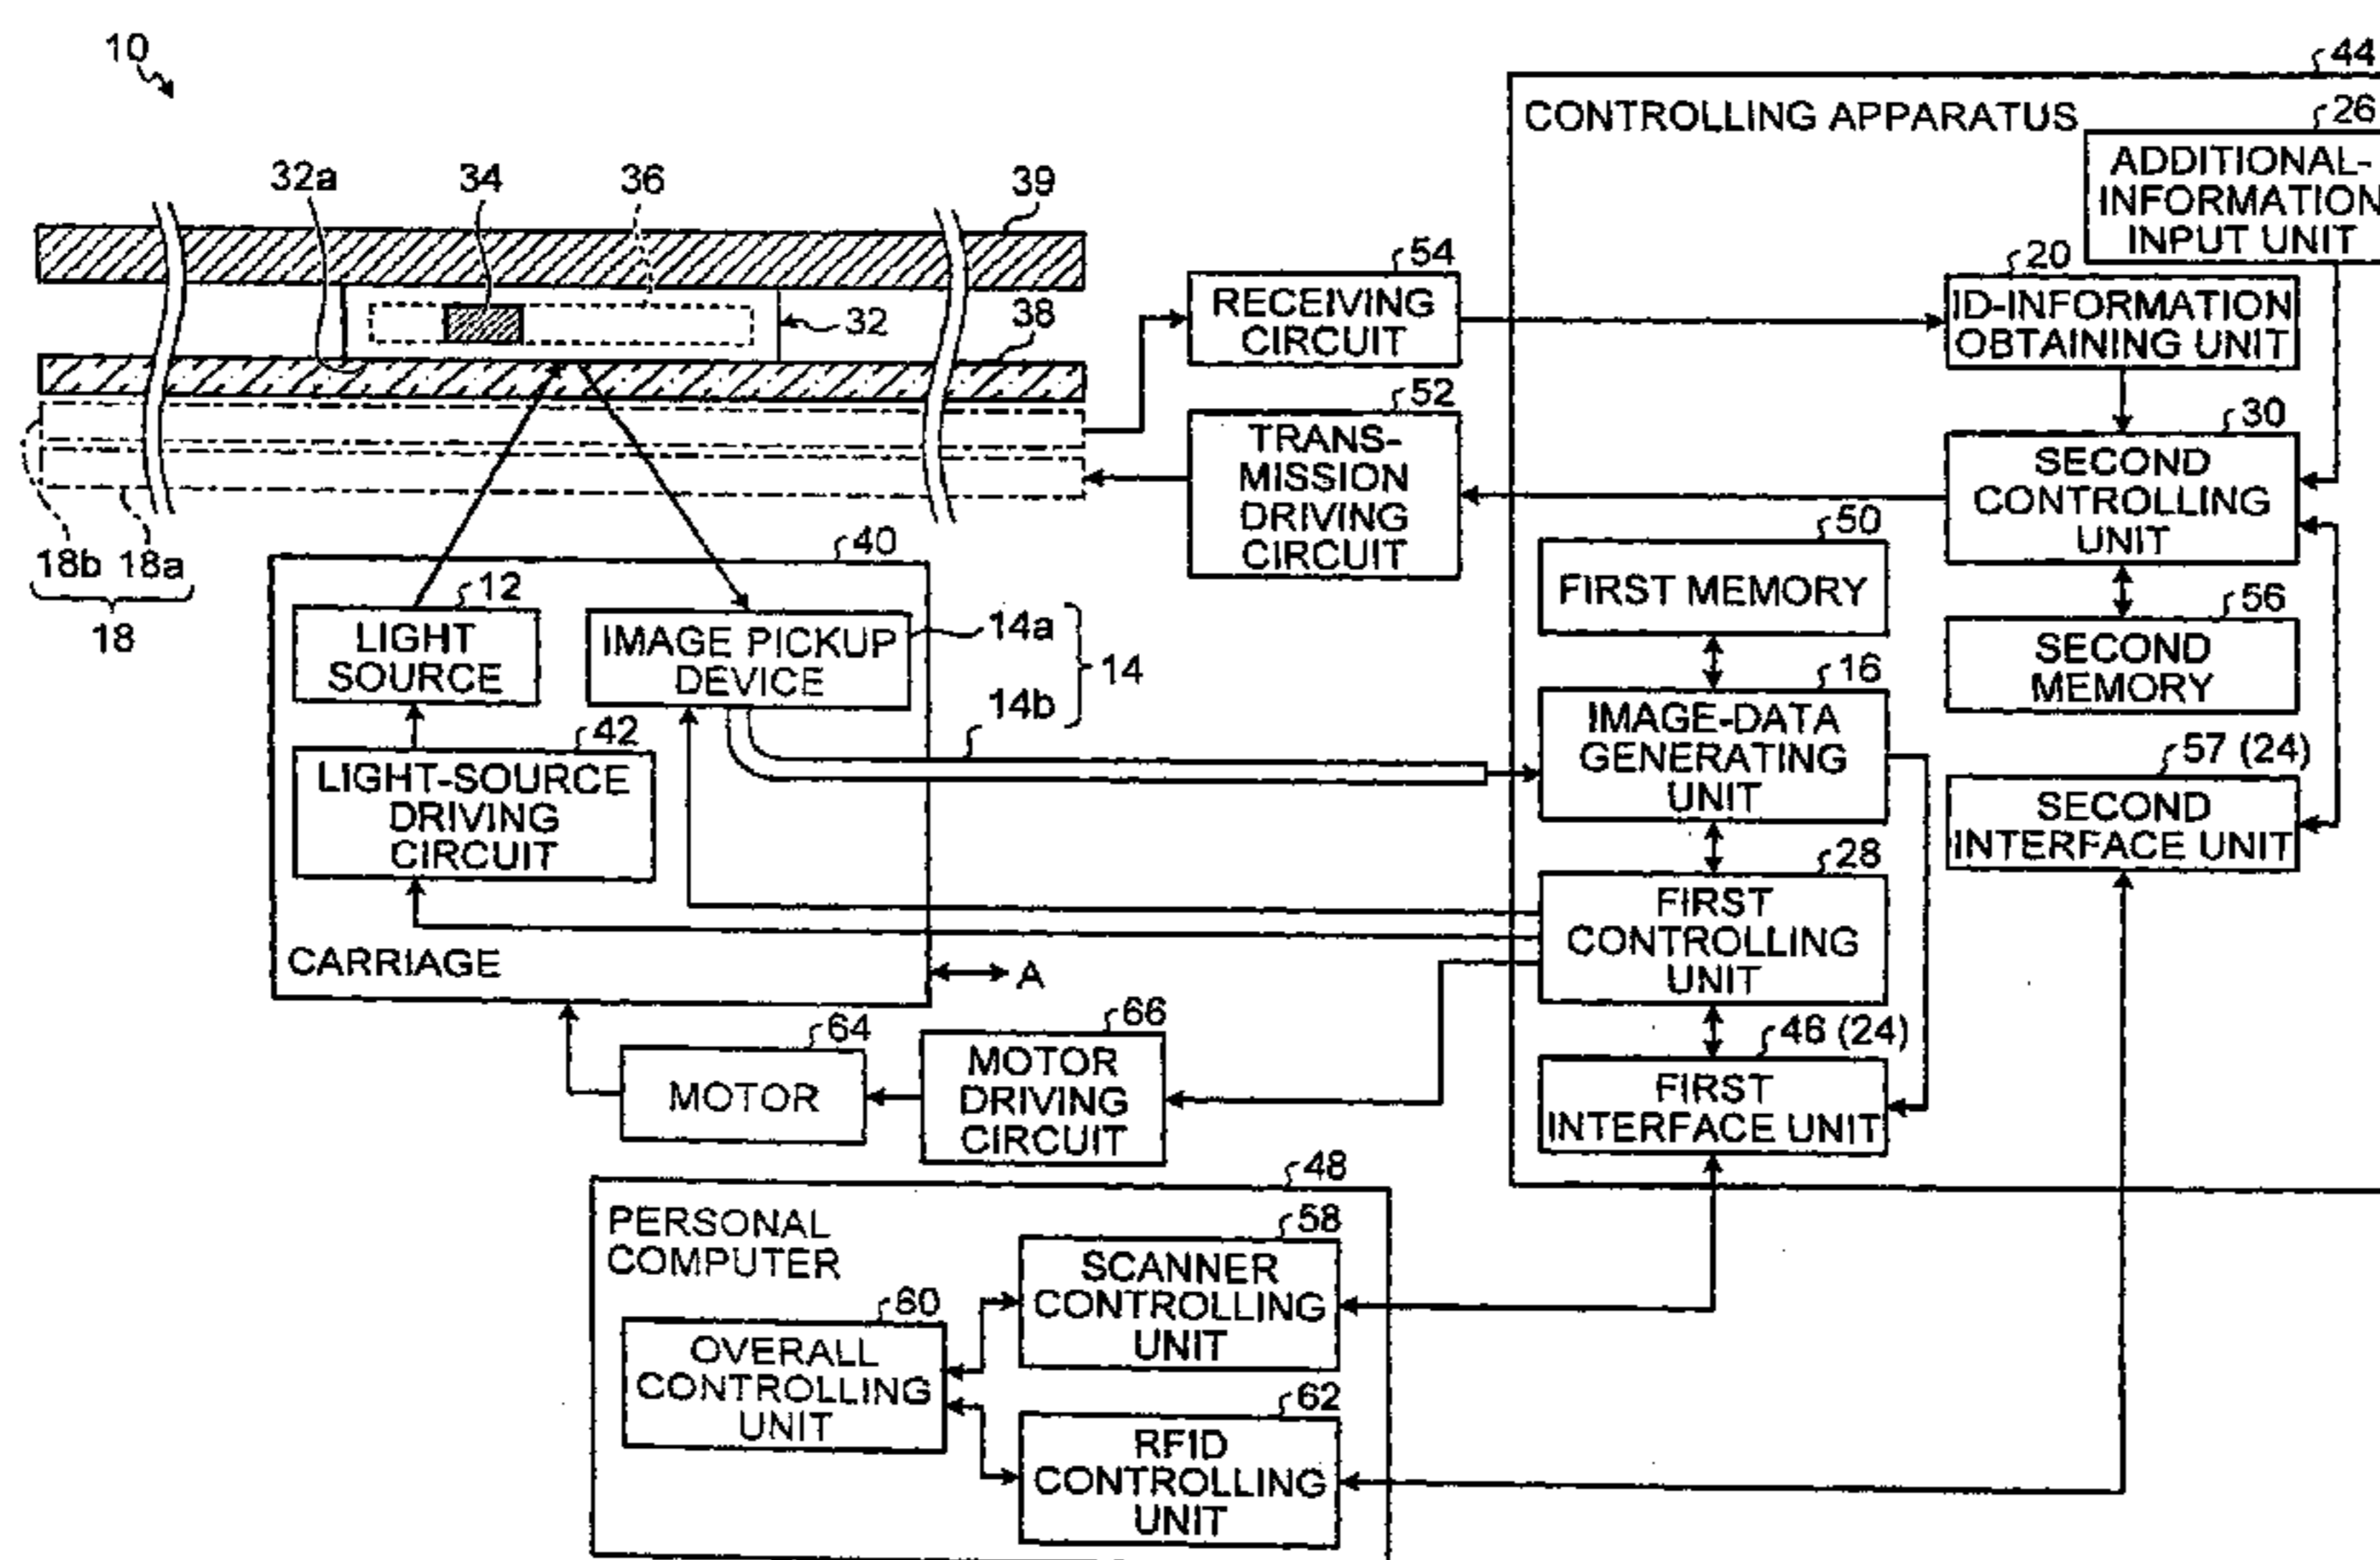 10
44
CONTROLLING APPARATUS
26
ADDITIONAL-
INFORMATION
INPUT UNIT
32a
34
36
39
54
RECEIVING
CIRCUIT
20
ID-INFORMATION
OBTAINING UNIT
32
38
52
TRANS-
MISSION
DRIVING
CIRCUIT
30
SECOND
CONTROLLING
UNIT
18b 18a
18
40
12
LIGHT
SOURCE
IMAGE PICKUP
DEVICE
14a
14
14b
50
FIRST MEMORY
56
SECOND
MEMORY
16
IMAGE-DATA
GENERATING
UNIT
42
LIGHT-SOURCE
DRIVING
CIRCUIT
57 (24)
SECOND
INTERFACE UNIT
28
FIRST
CONTROLLING
UNIT
CARRIAGE
A
64
MOTOR
66
MOTOR
DRIVING
CIRCUIT
46 (24)
FIRST
INTERFACE UNIT
48
PERSONAL
COMPUTER
58
SCANNER
CONTROLLING
UNIT
60
OVERALL
CONTROLLING
UNIT
62
RFID
CONTROLLING
UNIT